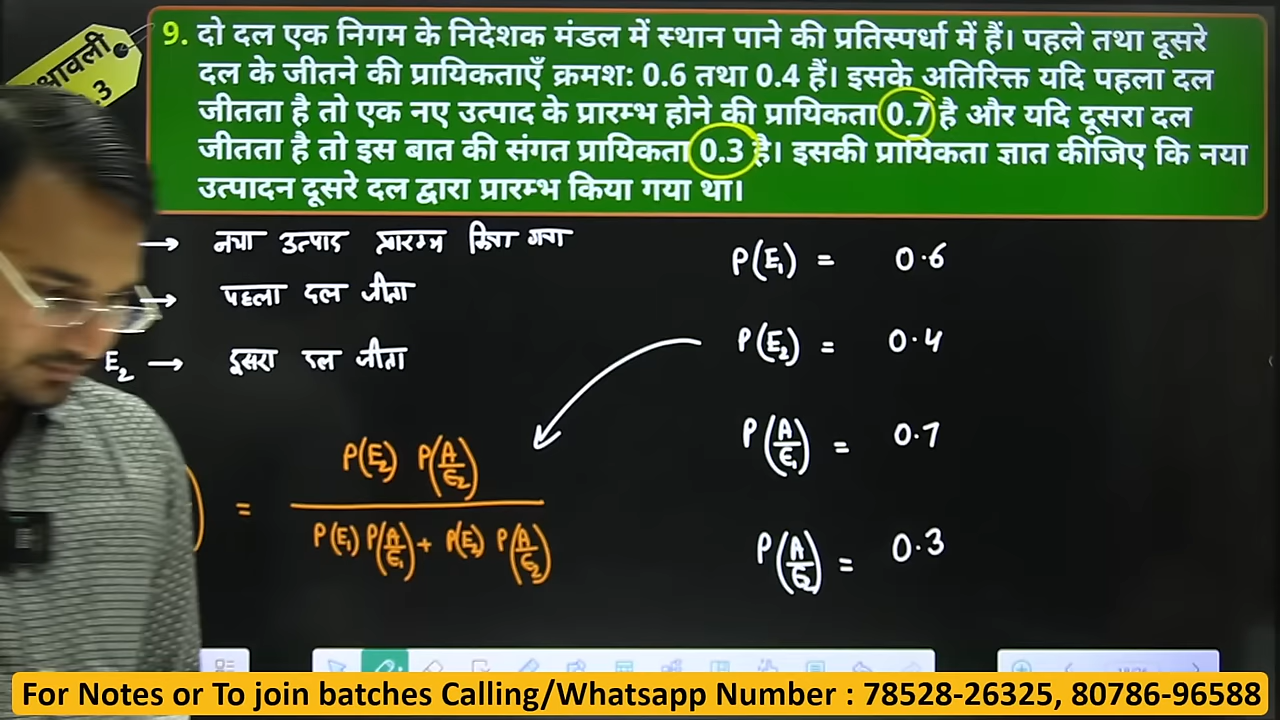 आवली
.3
9. दो दल एक निगम के निदेशक मंडल में स्थान पाने की प्रतिस्पर्धा में हैं। पहले तथा दूसरे
दल के जीतने की प्रायिकताएँ क्रमश: 0.6 तथा 0.4 हैं। इसके अतिरिक्त यदि पहला दल
जीतता है तो एक नए उत्पाद के प्रारम्भ होने की प्रायिकता 0.7 है और यदि दूसरा दल
जीतता है तो इस बात की संगत प्रायिकता 0.3 है। इसकी प्रायिकता ज्ञात कीजिए कि नया
उत्पादन दूसरे दल द्वारा प्रारम्भ किया गया था।
→ नया उत्पाद प्रारम्भ किया गया
→ पहला दल जीता
E₂ → दूसरा दल जीता
P(E₁) = 0.6
P(E₂) = 0.4
P(A/E₁) = 0.7
P(A/E₂) = 0.3
) = P(E₂) P(A/E₂)
P(E₁) P(A/E₁) + P(E₂) P(A/E₂)
For Notes or To join batches Calling/Whatsapp Number : 78528-26325, 80786-96588